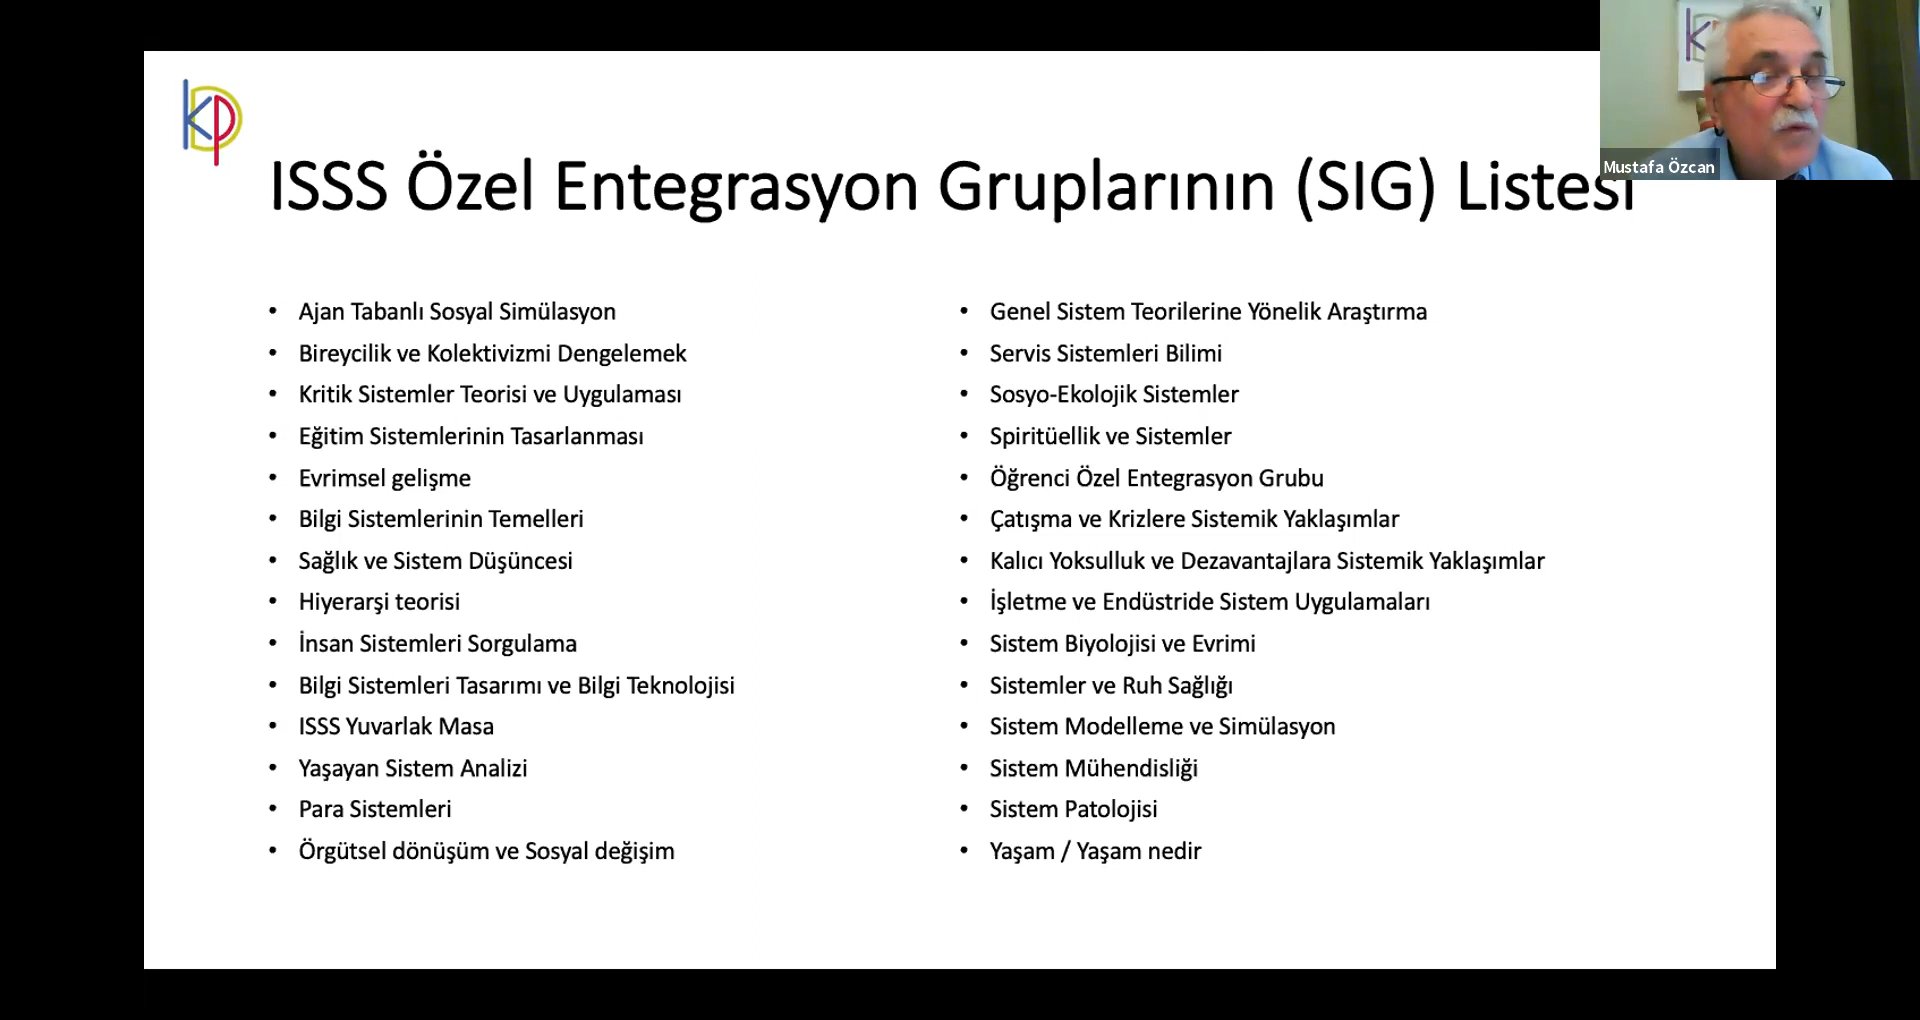 KP
ISSS Özel Entegrasyon Gruplarının (SIG) Listesi
Mustafa Özcan
• Ajan Tabanlı Sosyal Simülasyon
• Bireycilik ve Kolektivizmi Dengelemek
• Kritik Sistemler Teorisi ve Uygulaması
• Eğitim Sistemlerinin Tasarlanması
• Evrimsel gelişme
• Bilgi Sistemlerinin Temelleri
• Sağlık ve Sistem Düşüncesi
• Hiyerarşi teorisi
• İnsan Sistemleri Sorgulama
• Bilgi Sistemleri Tasarımı ve Bilgi Teknolojisi
• ISSS Yuvarlak Masa
• Yaşayan Sistem Analizi
• Para Sistemleri
• Örgütsel dönüşüm ve Sosyal değişim
• Genel Sistem Teorilerine Yönelik Araştırma
• Servis Sistemleri Bilimi
• Sosyo-Ekolojik Sistemler
• Spiritüellik ve Sistemler
• Öğrenci Özel Entegrasyon Grubu
• Çatışma ve Krizlere Sistemik Yaklaşımlar
• Kalıcı Yoksulluk ve Dezavantajlara Sistemik Yaklaşımlar
• İşletme ve Endüstride Sistem Uygulamaları
• Sistem Biyolojisi ve Evrimi
• Sistemler ve Ruh Sağlığı
• Sistem Modelleme ve Simülasyon
• Sistem Mühendisliği
• Sistem Patolojisi
• Yaşam / Yaşam nedir